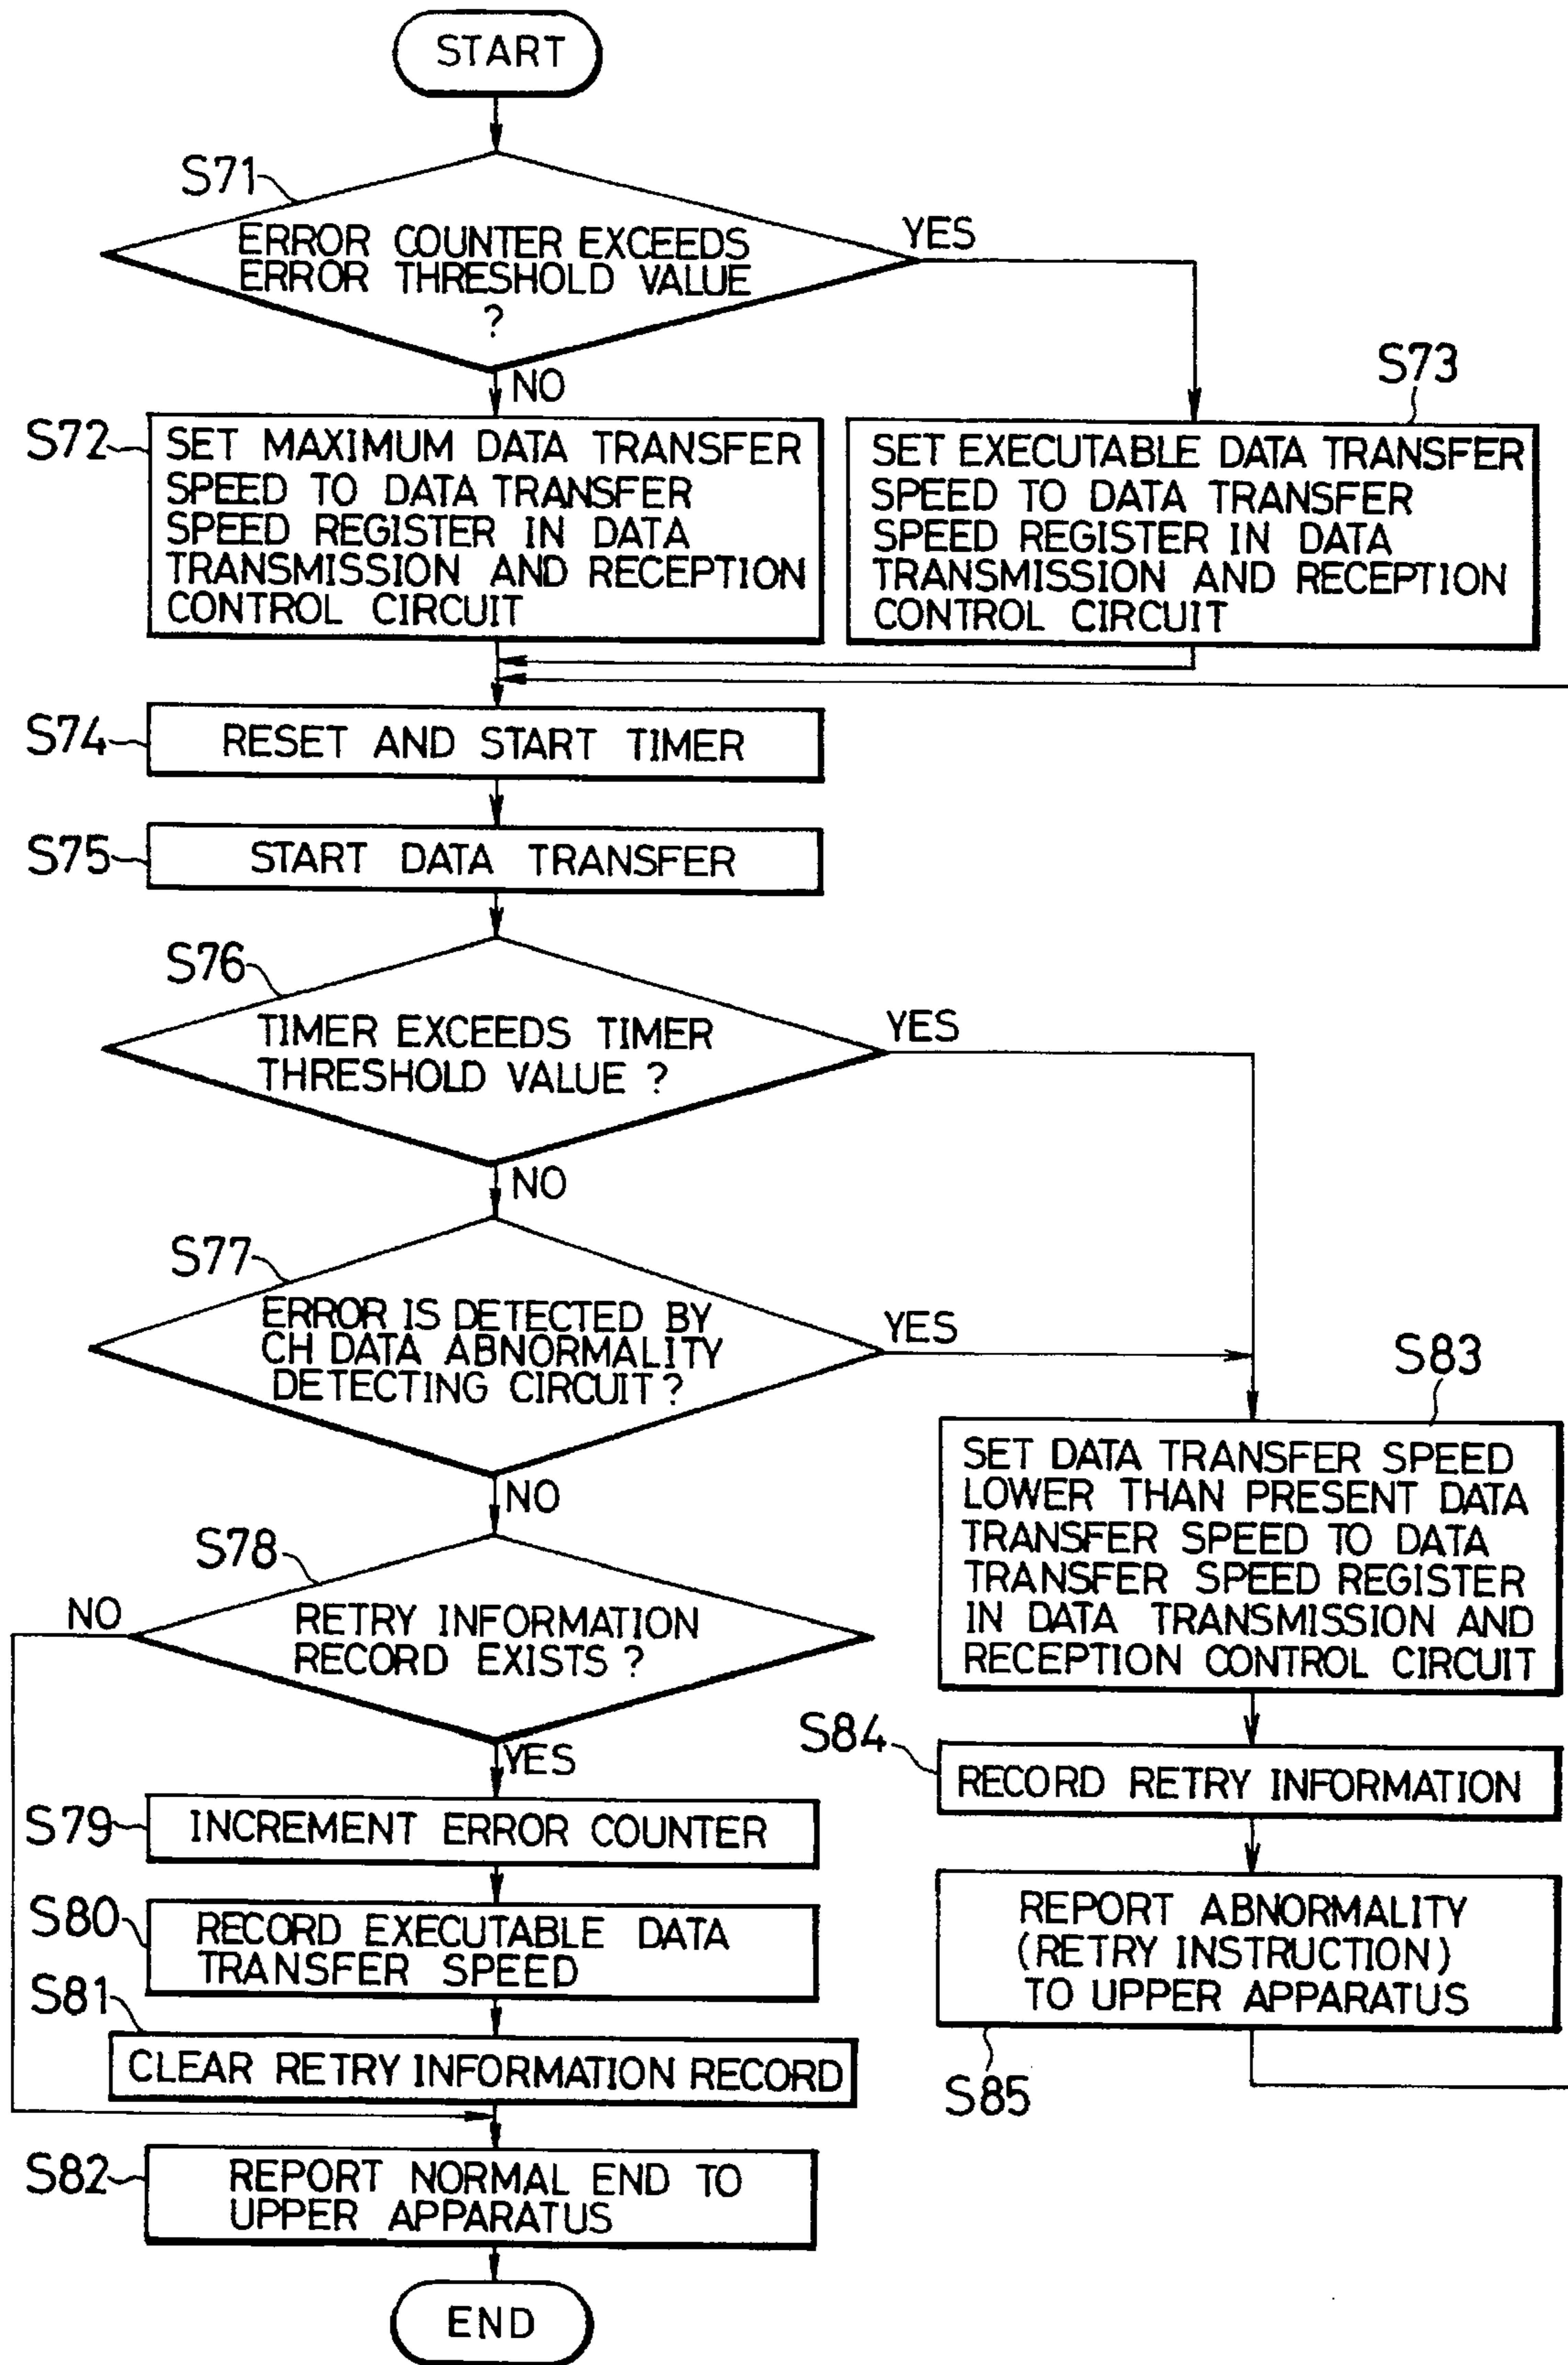 START
S71
ERROR COUNTER EXCEEDS
ERROR THRESHOLD VALUE
?
YES
NO
S72
SET MAXIMUM DATA TRANSFER
SPEED TO DATA TRANSFER
SPEED REGISTER IN DATA
TRANSMISSION AND RECEPTION
CONTROL CIRCUIT
S73
SET EXECUTABLE DATA TRANSFER
SPEED TO DATA TRANSFER
SPEED REGISTER IN DATA
TRANSMISSION AND RECEPTION
CONTROL CIRCUIT
S74
RESET AND START TIMER
S75
START DATA TRANSFER
S76
TIMER EXCEEDS TIMER
THRESHOLD VALUE ?
YES
NO
S77
ERROR IS DETECTED BY
CH DATA ABNORMALITY
DETECTING CIRCUIT ?
YES
NO
S78
RETRY INFORMATION
RECORD EXISTS ?
NO
YES
S79
INCREMENT ERROR COUNTER
S80
RECORD EXECUTABLE DATA
TRANSFER SPEED
S81
CLEAR RETRY INFORMATION RECORD
S82
REPORT NORMAL END TO
UPPER APPARATUS
END
S83
SET DATA TRANSFER SPEED
LOWER THAN PRESENT DATA
TRANSFER SPEED TO DATA
TRANSFER SPEED REGISTER
IN DATA TRANSMISSION AND
RECEPTION CONTROL CIRCUIT
S84
RECORD RETRY INFORMATION
REPORT ABNORMALITY
(RETRY INSTRUCTION)
TO UPPER APPARATUS
S85